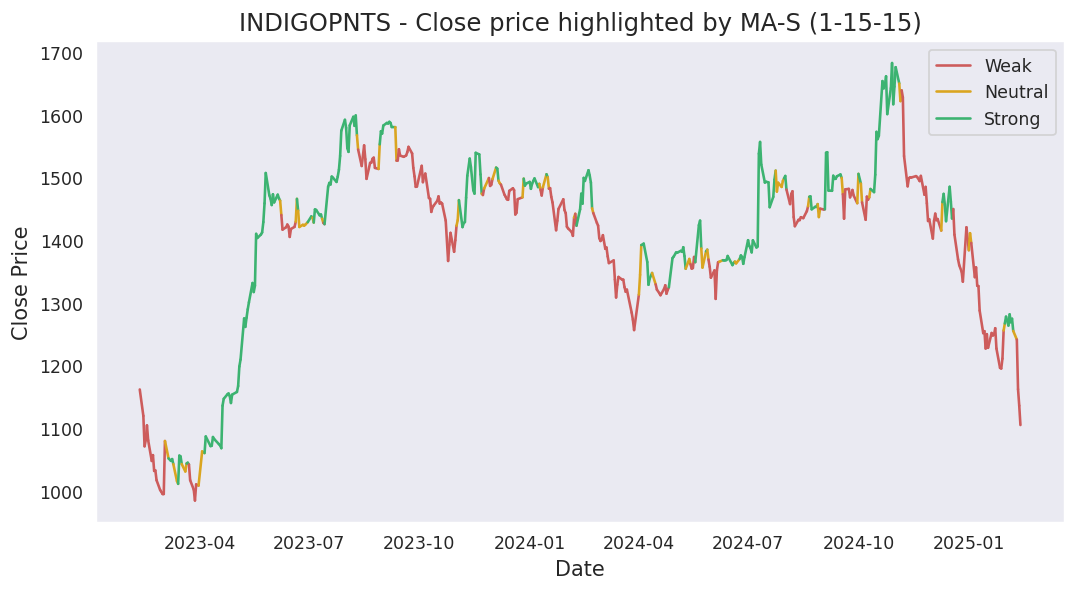 INDIGOPNTS - Close price highlighted by MA-S (1-15-15)
Weak
Neutral
Strong
Close Price
1700
1600
1500
1400
1300
1200
1100
1000
2023-04 2023-07 2023-10 2024-01 2024-04 2024-07 2024-10 2025-01
Date